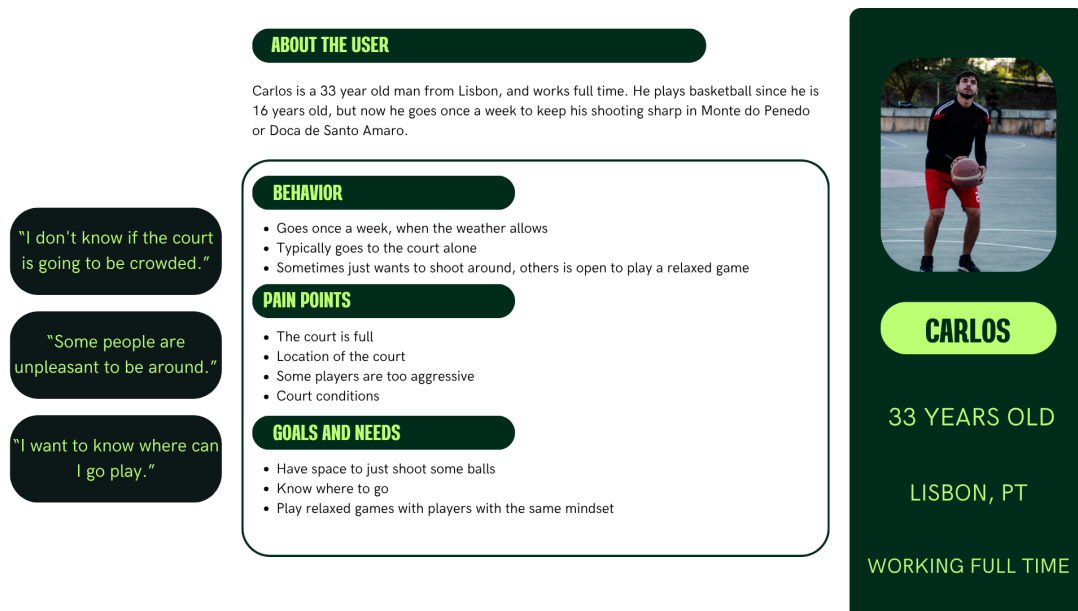 ABOUT THE USER
Carlos is a 33 year old man from Lisbon, and works full time. He plays basketball since he is
16 years old, but now he goes once a week to keep his shooting sharp in Monte do Penedo
or Doca de Santo Amaro.
"I don't know if the court
is going to be crowded."
"Some people are
unpleasant to be around."
"I want to know where can
I go play."
BEHAVIOR
• Goes once a week, when the weather allows
• Typically goes to the court alone
• Sometimes just wants to shoot around, others is open to play a relaxed game
PAIN POINTS
• The court is full
• Location of the court
• Some players are too aggressive
• Court conditions
GOALS AND NEEDS
• Have space to just shoot some balls
• Know where to go
• Play relaxed games with players with the same mindset
CARLOS
33 YEARS OLD
LISBON, PT
WORKING FULL TIME